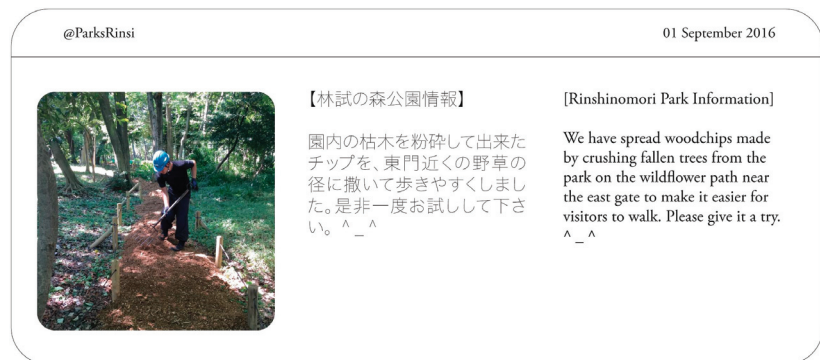 @ParksRinsi
01 September 2016
【林試の森公園情報】
園内の枯木を粉砕して出来た
チップを、東門近くの野草の
径に撒いて歩きやすくしまし
た。是非一度お試しして下さ
い。 ^ _ ^
[Rinshinomori Park Information]
We have spread woodchips made
by crushing fallen trees from the
park on the wildflower path near
the east gate to make it easier for
visitors to walk. Please give it a try.
^ _ ^